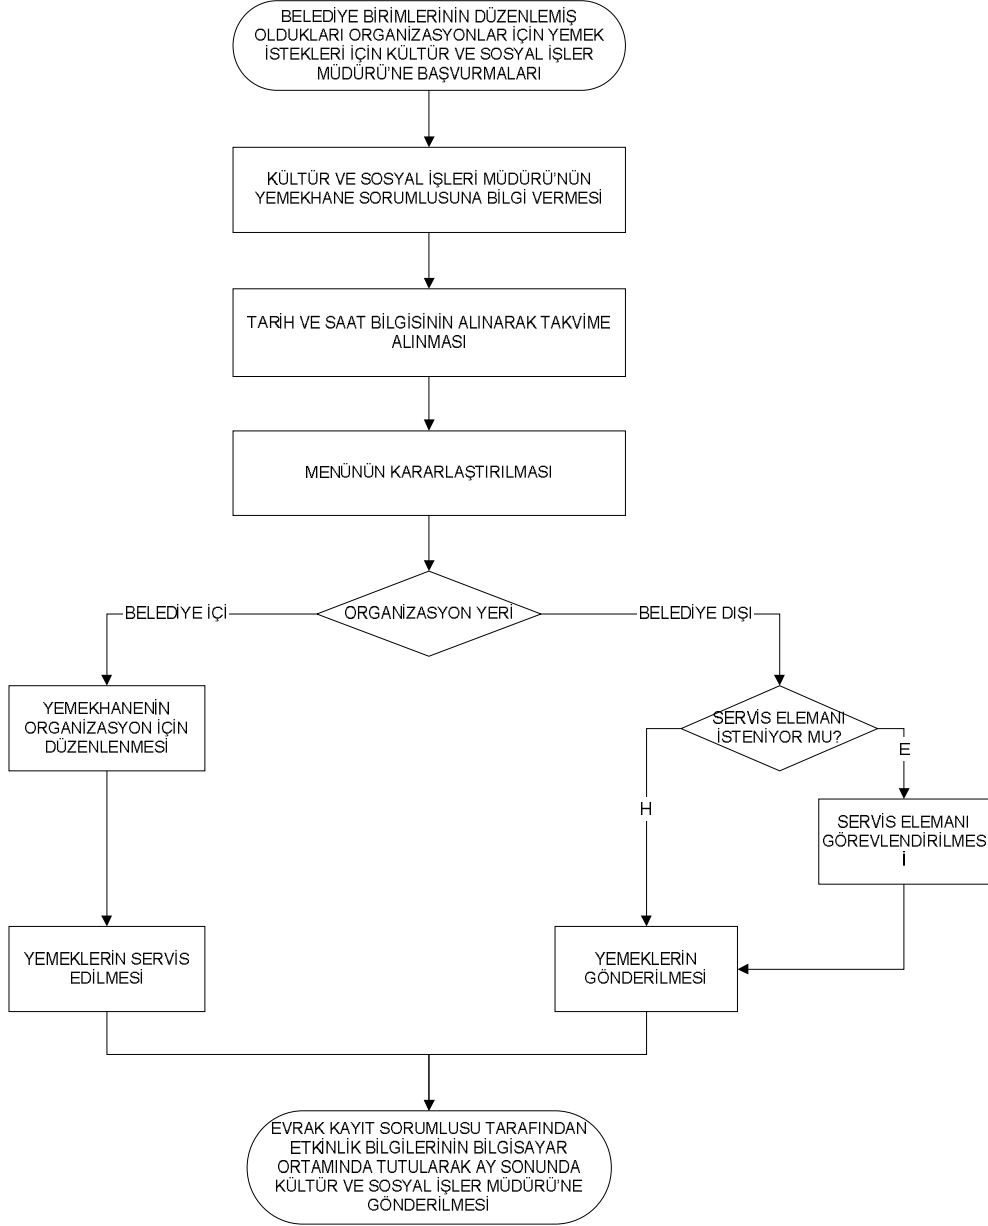 BELEDİYE BİRİMLERİNİN DÜZENLEMİŞ
OLDUKLARI ORGANİZASYONLAR İÇİN YEMEK
İSTEKLERİ İÇİN KÜLTÜR VE SOSYAL İŞLER
MÜDÜRÜ’NE BAŞVURMALARI
KÜLTÜR VE SOSYAL İŞLERİ MÜDÜRÜ’NÜN
YEMEKHANE SORUMLUSUNA BİLGİ VERMESİ
TARİH VE SAAT BİLGİSİNİN ALINARAK TAKVİME
ALINMASI
MENÜNÜN KARARLAŞTIRILMASI
ORGANİZASYON YERİ
BELEDİYE İÇİ
BELEDİYE DIŞI
YEMEKHANENİN
ORGANİZASYON İÇİN
DÜZENLENMESİ
SERVİS ELEMANI
İSTENİYOR MU?
E
H
SERVİS ELEMANI
GÖREVLENDİRİLMES
İ
YEMEKLERİN SERVİS
EDİLMESİ
YEMEKLERİN
GÖNDERİLMESİ
EVRAK KAYIT SORUMLUSU TARAFINDAN
ETKİNLİK BİLGİLERİNİN BİLGİSAYAR
ORTAMINDA TUTULARAK AY SONUNDA
KÜLTÜR VE SOSYAL İŞLER MÜDÜRÜ’NE
GÖNDERİLMESİ